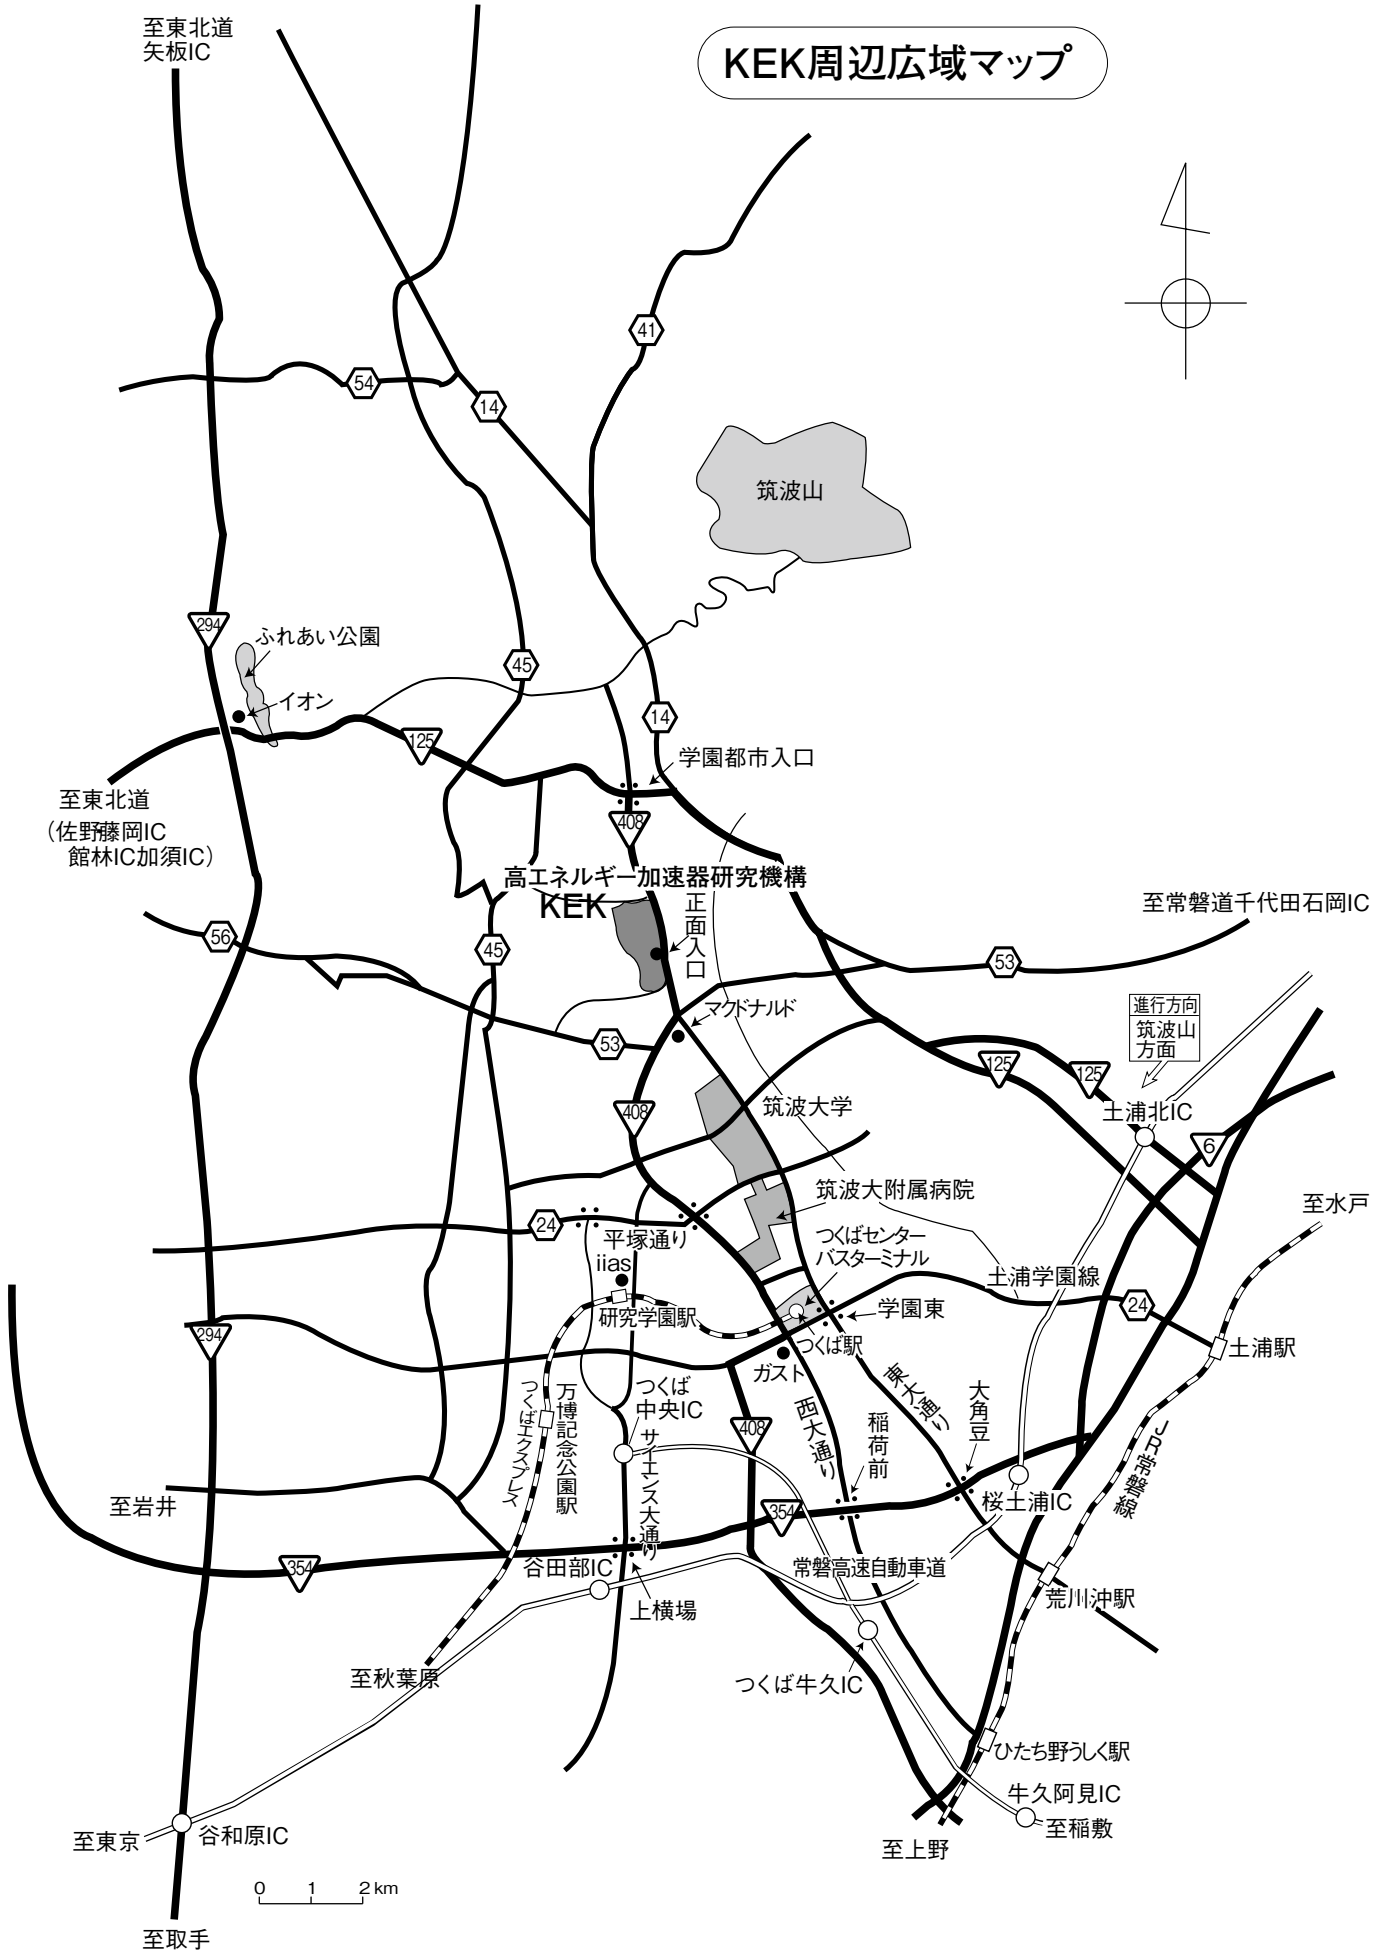 至東北道
矢板IC
KEK周辺広域マップ
41
54
14
筑波山
294
ふれあい公園
45
イオン
14
125
学園都市入口
至東北道
(佐野藤岡IC
館林IC加須IC)
408
高エネルギー加速器研究機構
KEK
正面入口
至常磐道千代田石岡IC
56
45
53
進行方向
筑波山
方面
マクドナルド
53
125
125
408
筑波大学
土浦北IC
6
筑波大附属病院
至水戸
24
平塚通り
つくばセンター
バスターミナル
iias
土浦学園線
24
研究学園駅
学園東
294
つくば駅
土浦駅
ガスト
東大通り
つくば
中央IC
大角豆
万博記念公園駅
つくばエクスプレス
西大通り
稲荷前
408
サイエンス大通り
JR常磐線
至岩井
354
桜土浦IC
354
谷田部IC
常磐高速自動車道
上横場
荒川沖駅
至秋葉原
つくば牛久IC
ひたち野うしく駅
牛久阿見IC
至稲敷
至東京
谷和原IC
至上野
0 1 2 km
至取手